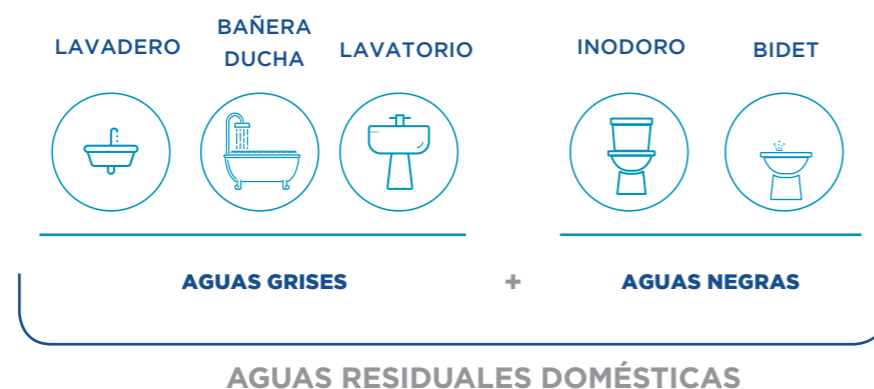 LAVADERO
BAÑERA
DUCHA
LAVATORIO
INODORO
BIDET
AGUAS GRISES
+
AGUAS NEGRAS
AGUAS RESIDUALES DOMÉSTICAS